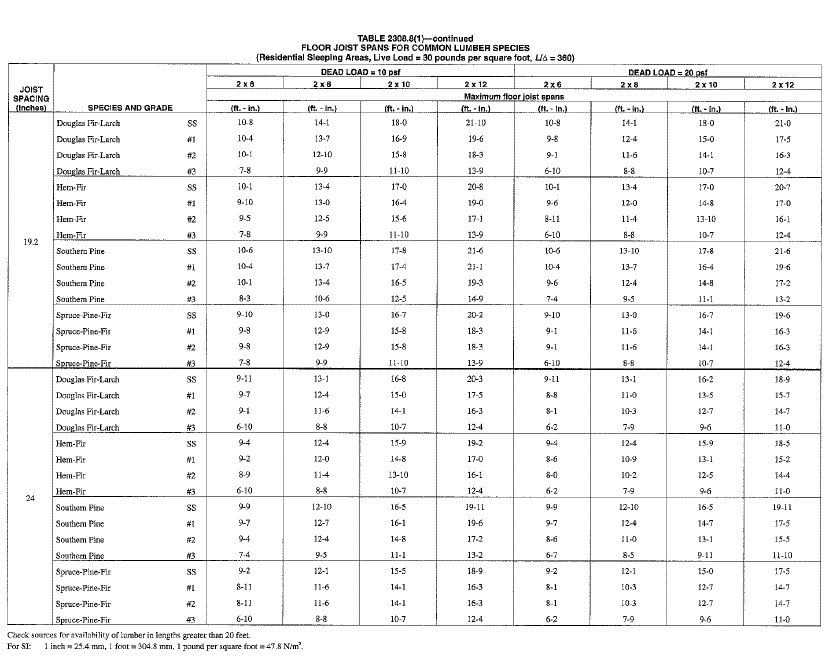 TABLE 2308.8(1)—continued
FLOOR JOIST SPANS FOR COMMON LUMBER SPECIES
(Residential Sleeping Areas, Live Load = 30 pounds per square foot, L/Δ = 360)
JOIST SPACING (inches) SPECIES AND GRADE DEAD LOAD = 10 psf DEAD LOAD = 20 psf
2 x 6 2 x 8 2 x 10 2 x 12 2 x 6 2 x 8 2 x 10 2 x 12
Maximum floor joist spans
(ft. - in.) (ft. - in.) (ft. - in.) (ft. - in.) (ft. - in.) (ft. - in.) (ft. - in.) (ft. - in.)
19.2
Douglas Fir-Larch SS 10-8 14-1 18-0 21-10 10-8 14-1 18-0 21-0
Douglas Fir-Larch #1 10-4 13-7 16-9 19-6 9-8 12-4 15-0 17-5
Douglas Fir-Larch #2 10-1 12-10 15-8 18-3 9-1 11-6 14-1 16-3
Douglas Fir-Larch #3 7-8 9-9 11-10 13-9 6-10 8-8 10-7 12-4
Hem-Fir SS 10-1 13-4 17-0 20-8 10-1 13-4 17-0 20-7
Hem-Fir #1 9-10 13-0 16-4 19-0 9-6 12-0 14-8 17-0
Hem-Fir #2 9-5 12-5 15-6 17-1 8-11 11-4 13-10 16-1
Hem-Fir #3 7-8 9-9 11-10 13-9 6-10 8-8 10-7 12-4
Southern Pine SS 10-6 13-10 17-8 21-6 10-6 13-10 17-8 21-6
Southern Pine #1 10-4 13-7 17-4 21-1 10-4 13-7 16-4 19-6
Southern Pine #2 10-1 13-4 16-5 19-3 9-6 12-4 14-8 17-2
Southern Pine #3 8-3 10-6 12-5 14-9 7-4 9-5 11-1 13-2
Spruce-Pine-Fir SS 9-10 13-0 16-7 20-2 9-10 13-0 16-7 19-6
Spruce-Pine-Fir #1 9-8 12-9 15-8 18-3 9-1 11-6 14-1 16-3
Spruce-Pine-Fir #2 9-8 12-9 15-8 18-3 9-1 11-6 14-1 16-3
Spruce-Pine-Fir #3 7-8 9-9 11-10 13-9 6-10 8-8 10-7 12-4
24
Douglas Fir-Larch SS 9-11 13-1 16-8 20-3 9-11 13-1 16-2 18-9
Douglas Fir-Larch #1 9-7 12-4 15-0 17-5 8-8 11-0 13-5 15-7
Douglas Fir-Larch #2 9-1 11-6 14-1 16-3 8-1 10-3 12-7 14-7
Douglas Fir-Larch #3 6-10 8-8 10-7 12-4 6-2 7-9 9-6 11-0
Hem-Fir SS 9-4 12-4 15-9 19-2 9-4 12-4 15-9 18-5
Hem-Fir #1 9-2 12-0 14-8 17-0 8-6 10-9 13-1 15-2
Hem-Fir #2 8-9 11-4 13-10 16-1 8-0 10-2 12-5 14-4
Hem-Fir #3 6-10 8-8 10-7 12-4 6-2 7-9 9-6 11-0
Southern Pine SS 9-9 12-10 16-5 19-11 9-9 12-10 16-5 19-11
Southern Pine #1 9-7 12-7 16-1 19-6 9-7 12-4 14-7 17-5
Southern Pine #2 9-4 12-4 14-8 17-2 8-6 11-0 13-1 15-5
Southern Pine #3 7-4 9-5 11-1 13-2 6-7 8-5 9-11 11-10
Spruce-Pine-Fir SS 9-2 12-1 15-5 18-9 9-2 12-1 15-0 17-5
Spruce-Pine-Fir #1 8-11 11-6 14-1 16-3 8-1 10-3 12-7 14-7
Spruce-Pine-Fir #2 8-11 11-6 14-1 16-3 8-1 10-3 12-7 14-7
Spruce-Pine-Fir #3 6-10 8-8 10-7 12-4 6-2 7-9 9-6 11-0
Check sources for availability of lumber in lengths greater than 20 feet.
For SI: 1 inch = 25.4 mm, 1 foot = 304.8 mm, 1 pound per square foot = 47.8 N/m².